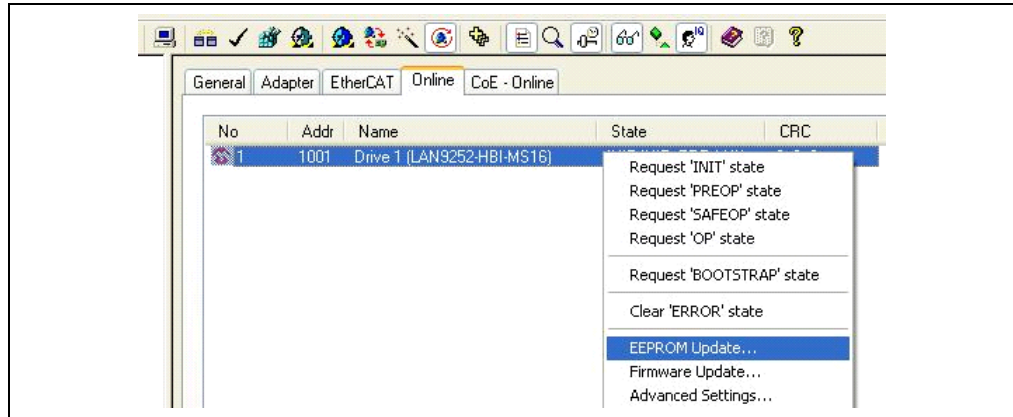 General Adapter EtherCAT Online CoE - Online
No Addr Name State CRC
1 1001 Drive 1 (LAN9252-HBI-MS16)
Request 'INIT' state
Request 'PREOP' state
Request 'SAFEOP' state
Request 'OP' state
Request 'BOOTSTRAP' state
Clear 'ERROR' state
EEPROM Update...
Firmware Update...
Advanced Settings...